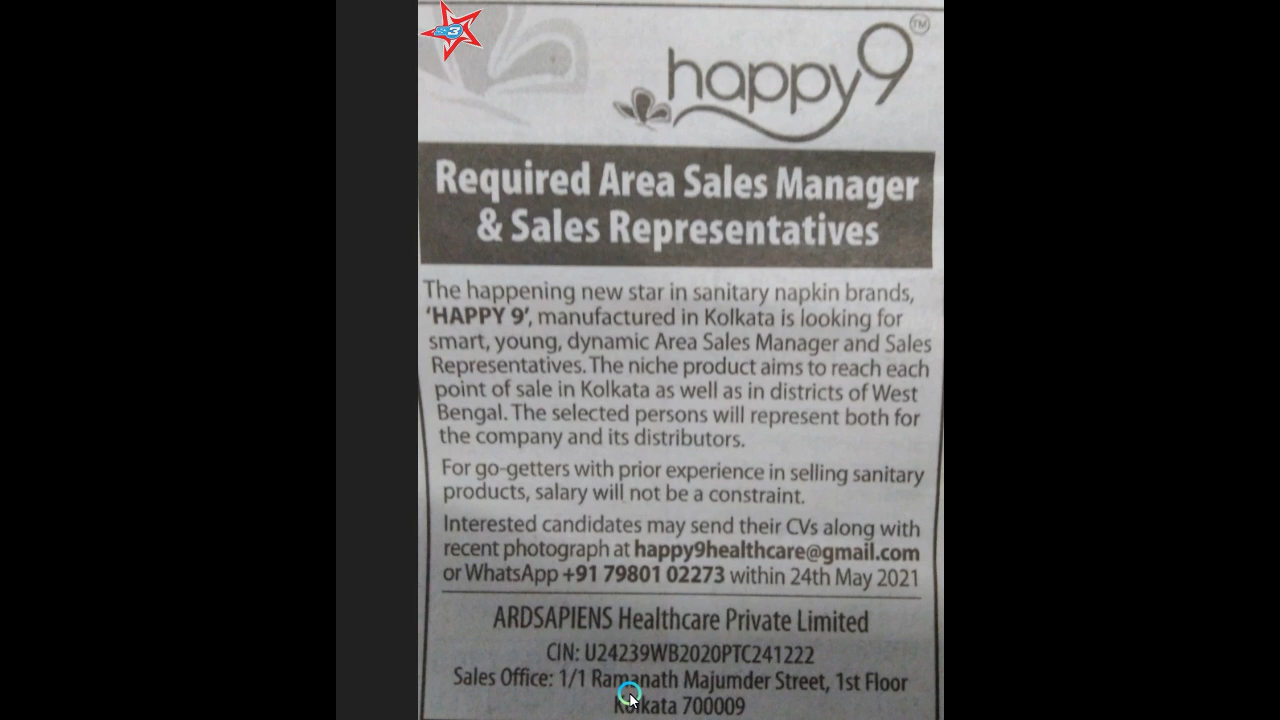 S3
happy9 TM
Required Area Sales Manager
& Sales Representatives
The happening new star in sanitary napkin brands,
‘HAPPY 9’, manufactured in Kolkata is looking for
smart, young, dynamic Area Sales Manager and Sales
Representatives. The niche product aims to reach each
point of sale in Kolkata as well as in districts of West
Bengal. The selected persons will represent both for
the company and its distributors.
For go-getters with prior experience in selling sanitary
products, salary will not be a constraint.
Interested candidates may send their CVs along with
recent photograph at happy9healthcare@gmail.com
or WhatsApp +91 79801 02273 within 24th May 2021
ARDSAPIENS Healthcare Private Limited
CIN: U24239WB2020PTC241222
Sales Office: 1/1 Ramanath Majumder Street, 1st Floor
Kolkata 700009